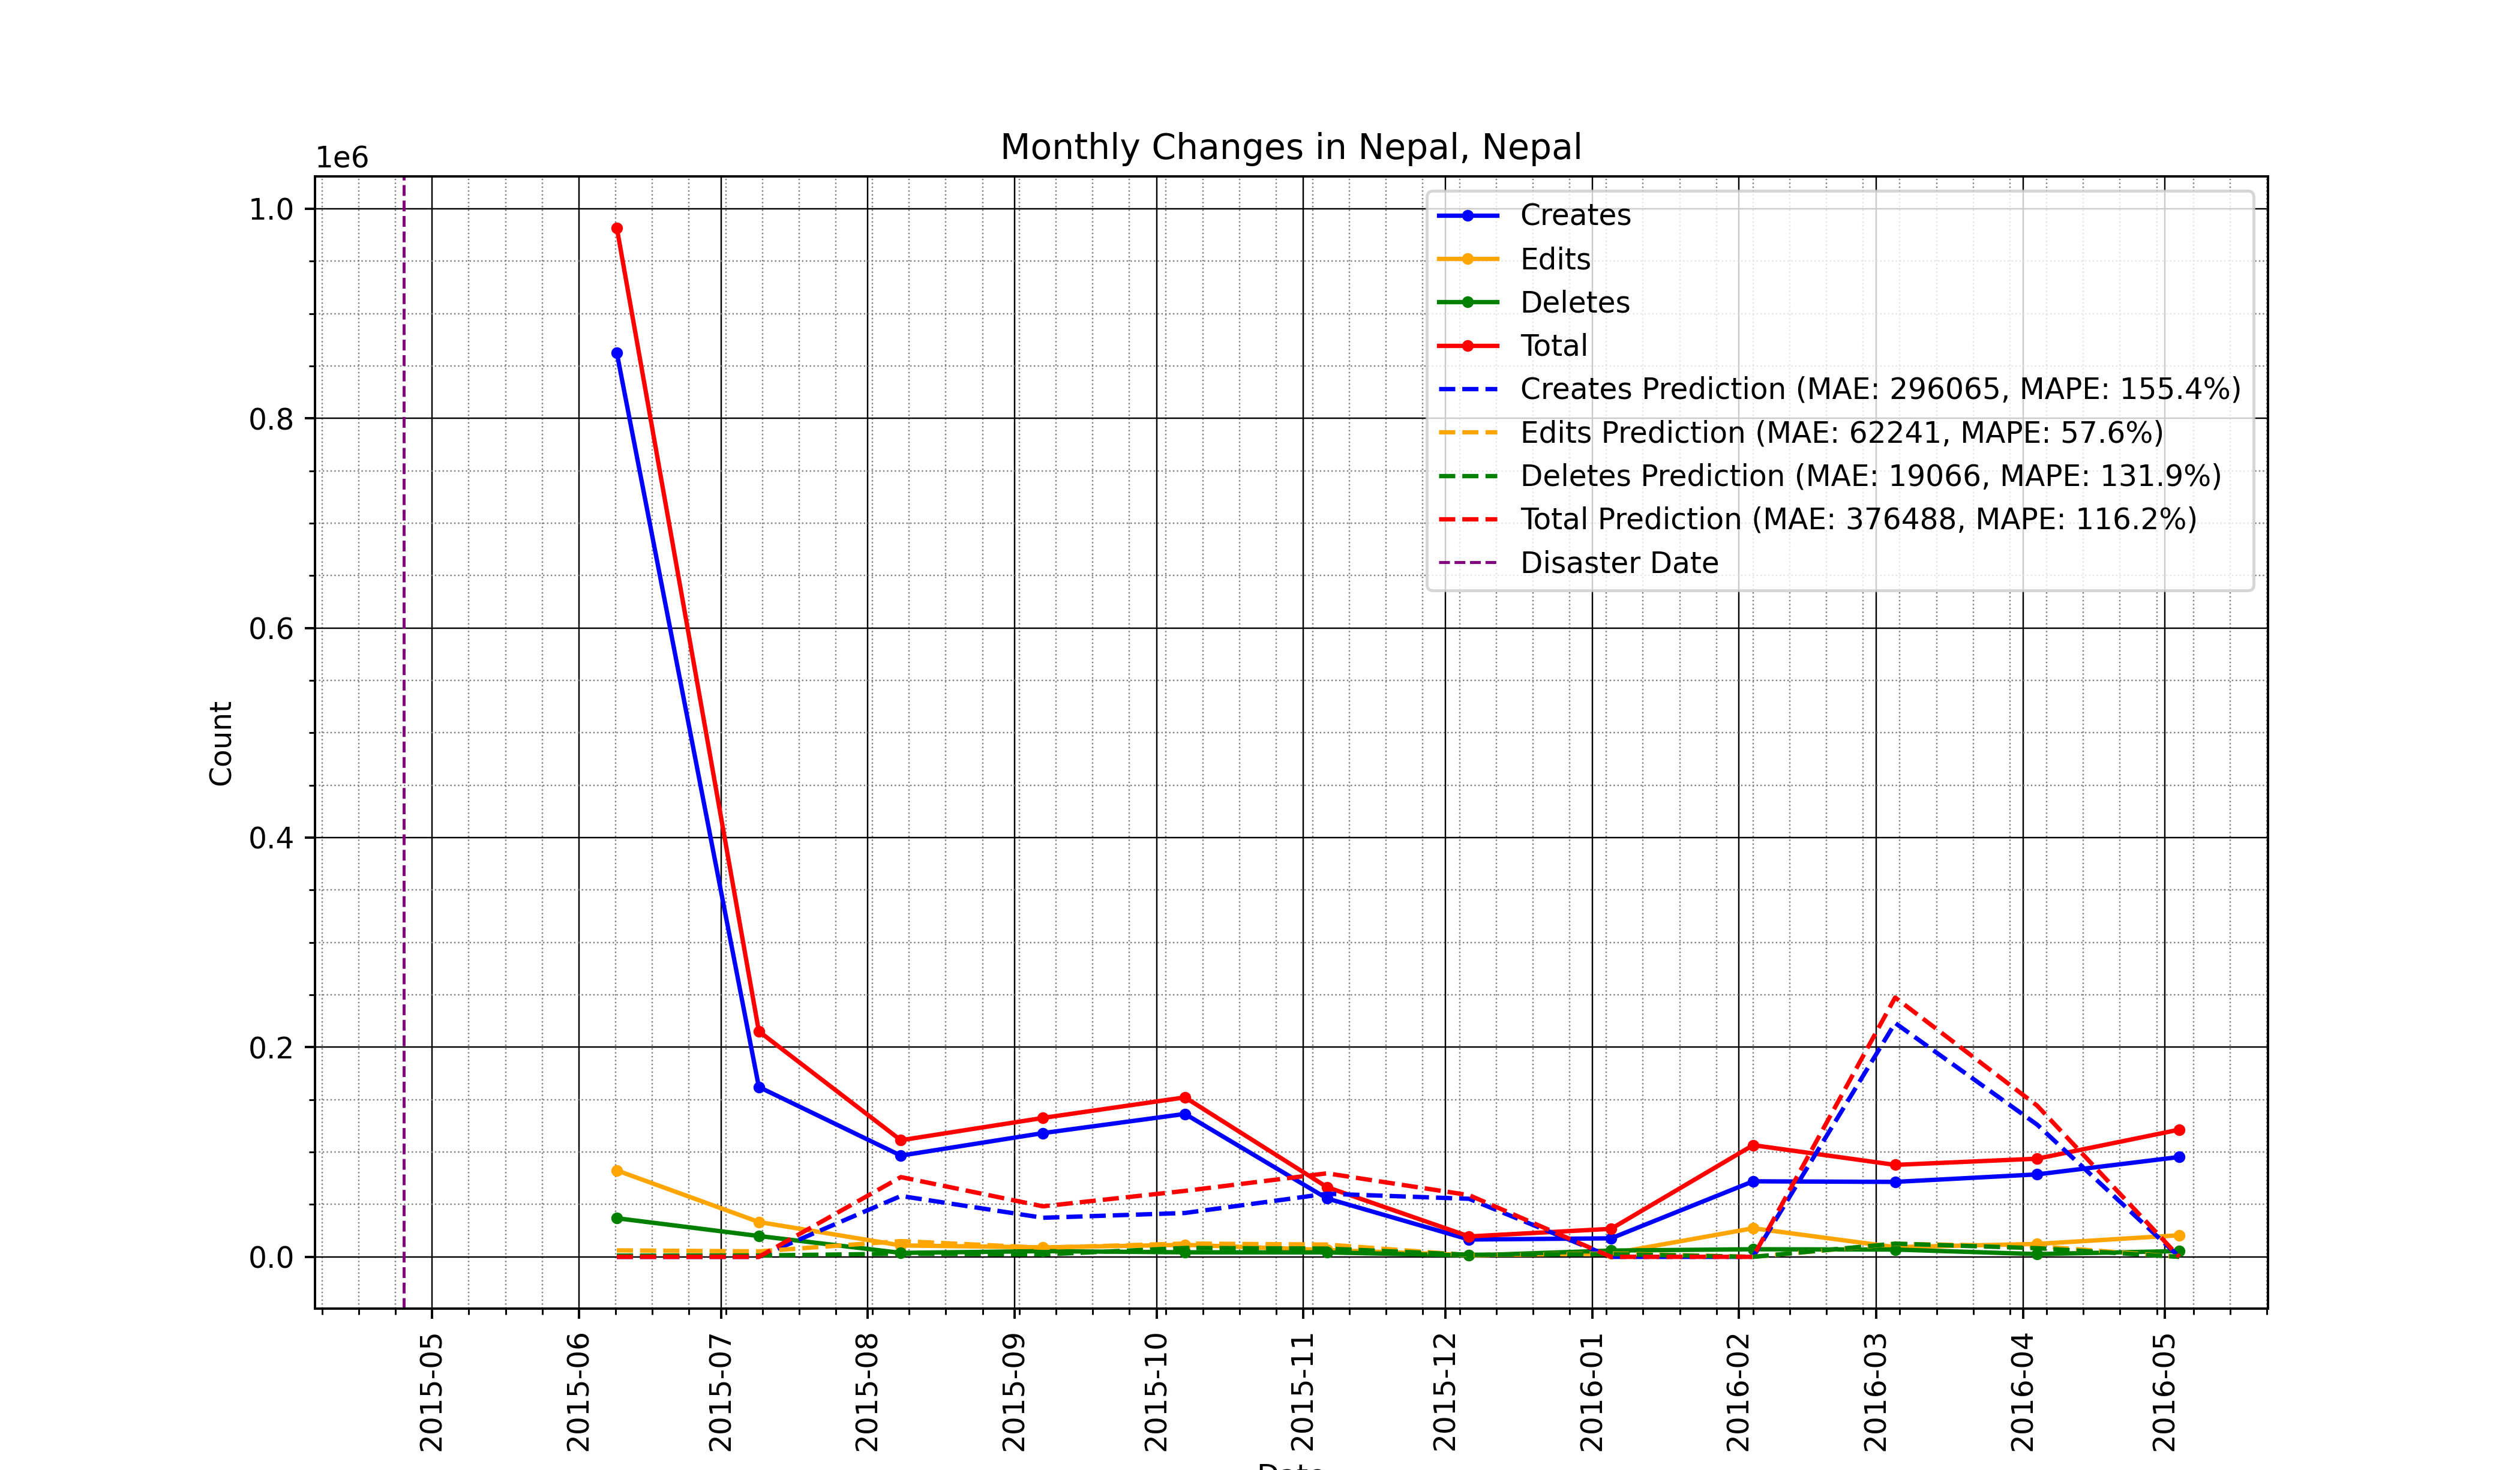 Monthly Changes in Nepal, Nepal
1e6
1.0
0.8
0.6
0.4
0.2
0.0
Count
Creates
Edits
Deletes
Total
Creates Prediction (MAE: 296065, MAPE: 155.4%)
Edits Prediction (MAE: 62241, MAPE: 57.6%)
Deletes Prediction (MAE: 19066, MAPE: 131.9%)
Total Prediction (MAE: 376488, MAPE: 116.2%)
Disaster Date
2015-05
2015-06
2015-07
2015-08
2015-09
2015-10
2015-11
2015-12
2016-01
2016-02
2016-03
2016-04
2016-05
Date